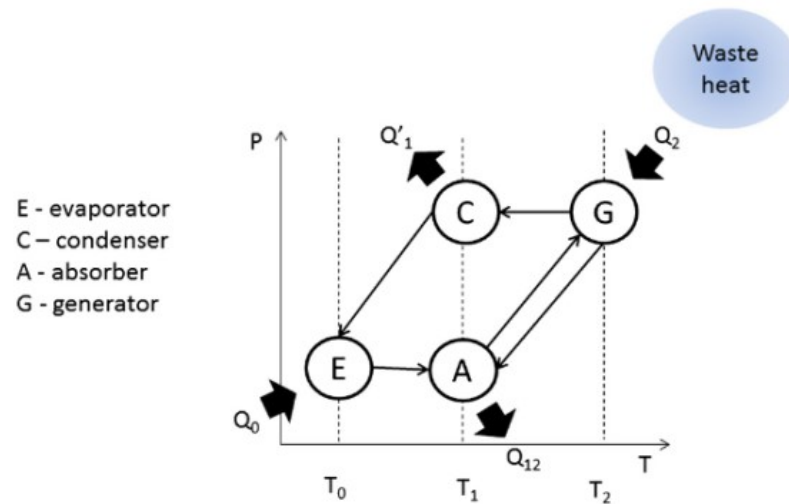 Waste
heat
P
Q'₁
Q₂
E - evaporator
C – condenser
A - absorber
G - generator
C
G
E
A
Q₀
Q₁₂
T
T₀
T₁
T₂